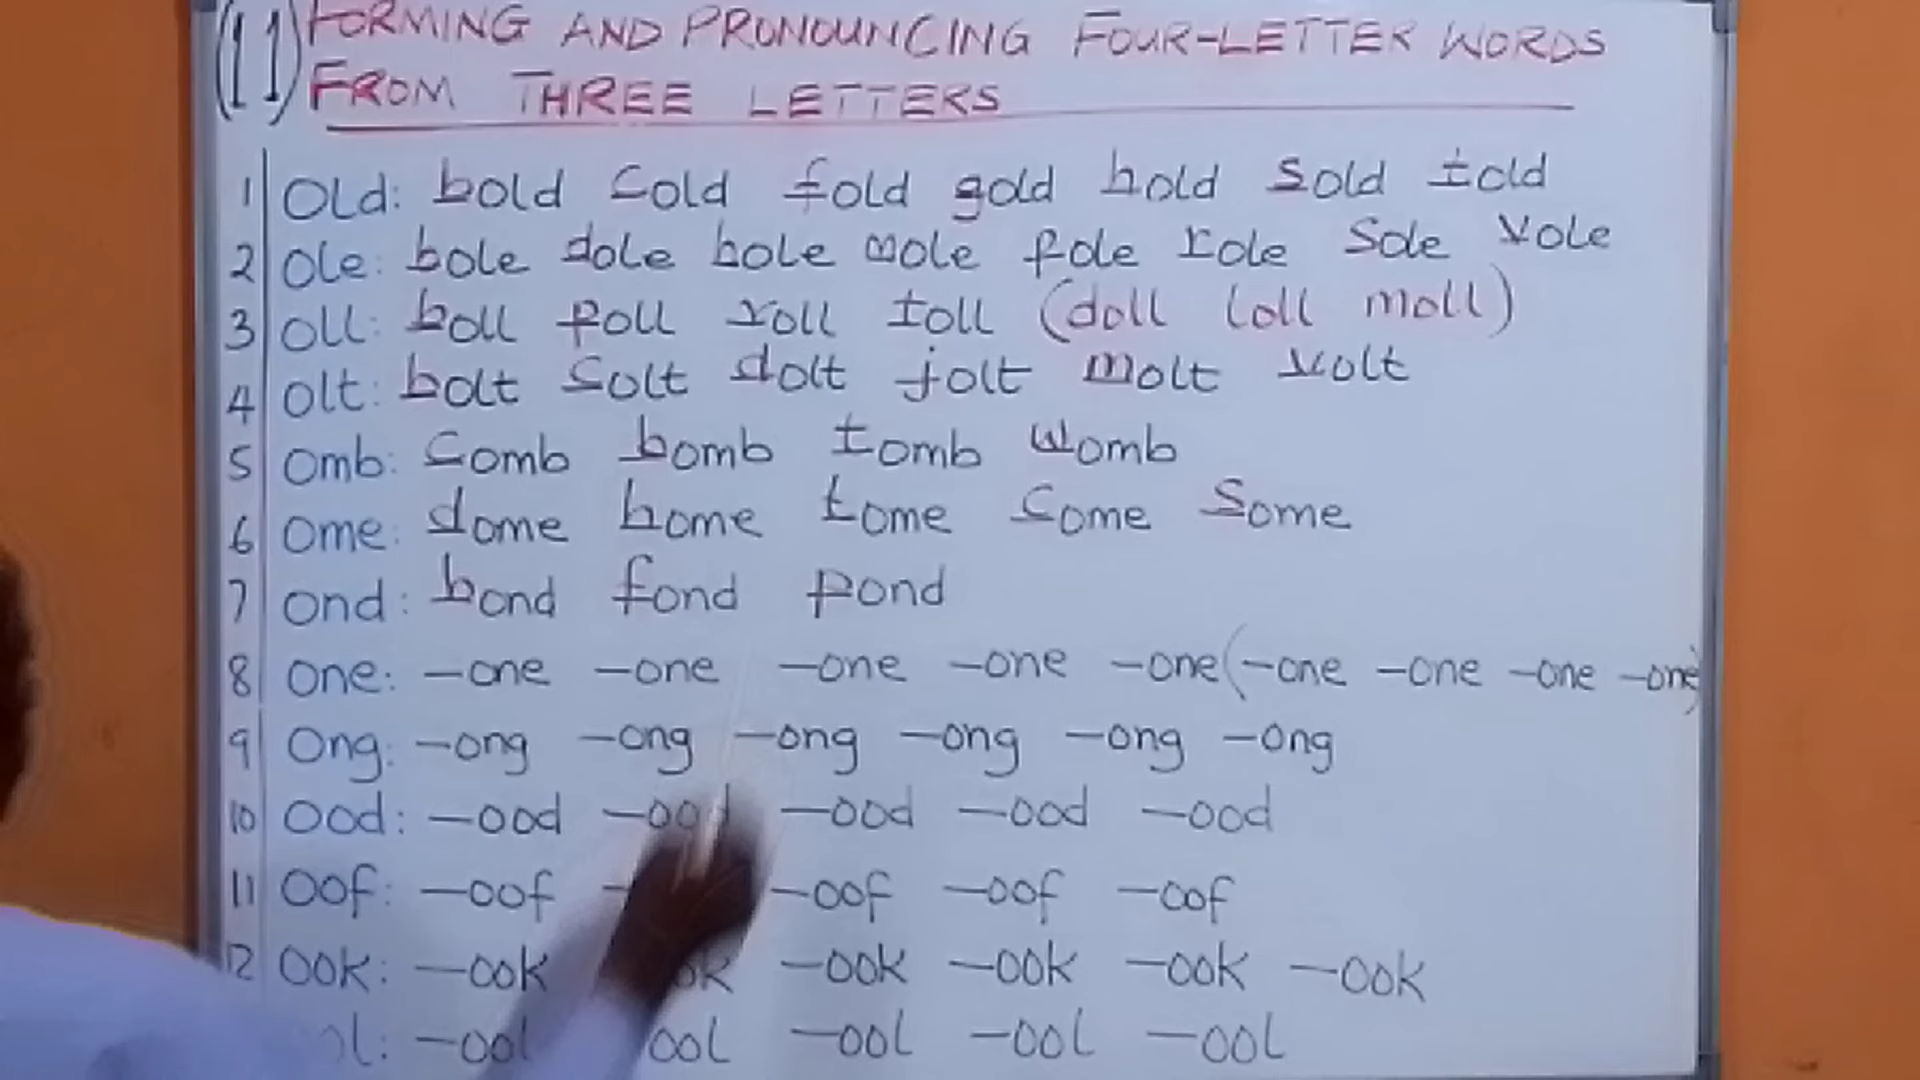 (11) FORMING AND PRONOUNCING FOUR-LETTER WORDS
FROM THREE LETTERS
1 Old: bold cold fold gold hold sold told
2 Ole: bole dole hole mole pole role Sole vole
3 Oll: boll poll roll toll (doll loll moll)
4 olt: bolt colt dolt jolt molt volt
5 omb: comb bomb tomb womb
6 Ome: dome home tome come Some
7 Ond: bond fond pond
8 One: -one -one -one -one -one (-one -one -one -one)
9 Ong: -ong -ong -ong -ong -ong -ong
10 Ood: -ood -ood -ood -ood -ood
11 Oof: -oof -oof -oof -oof
12 OOK: -ook ok -ook -ook -ook -ook
ol: -ool ool -ool -ool -ool